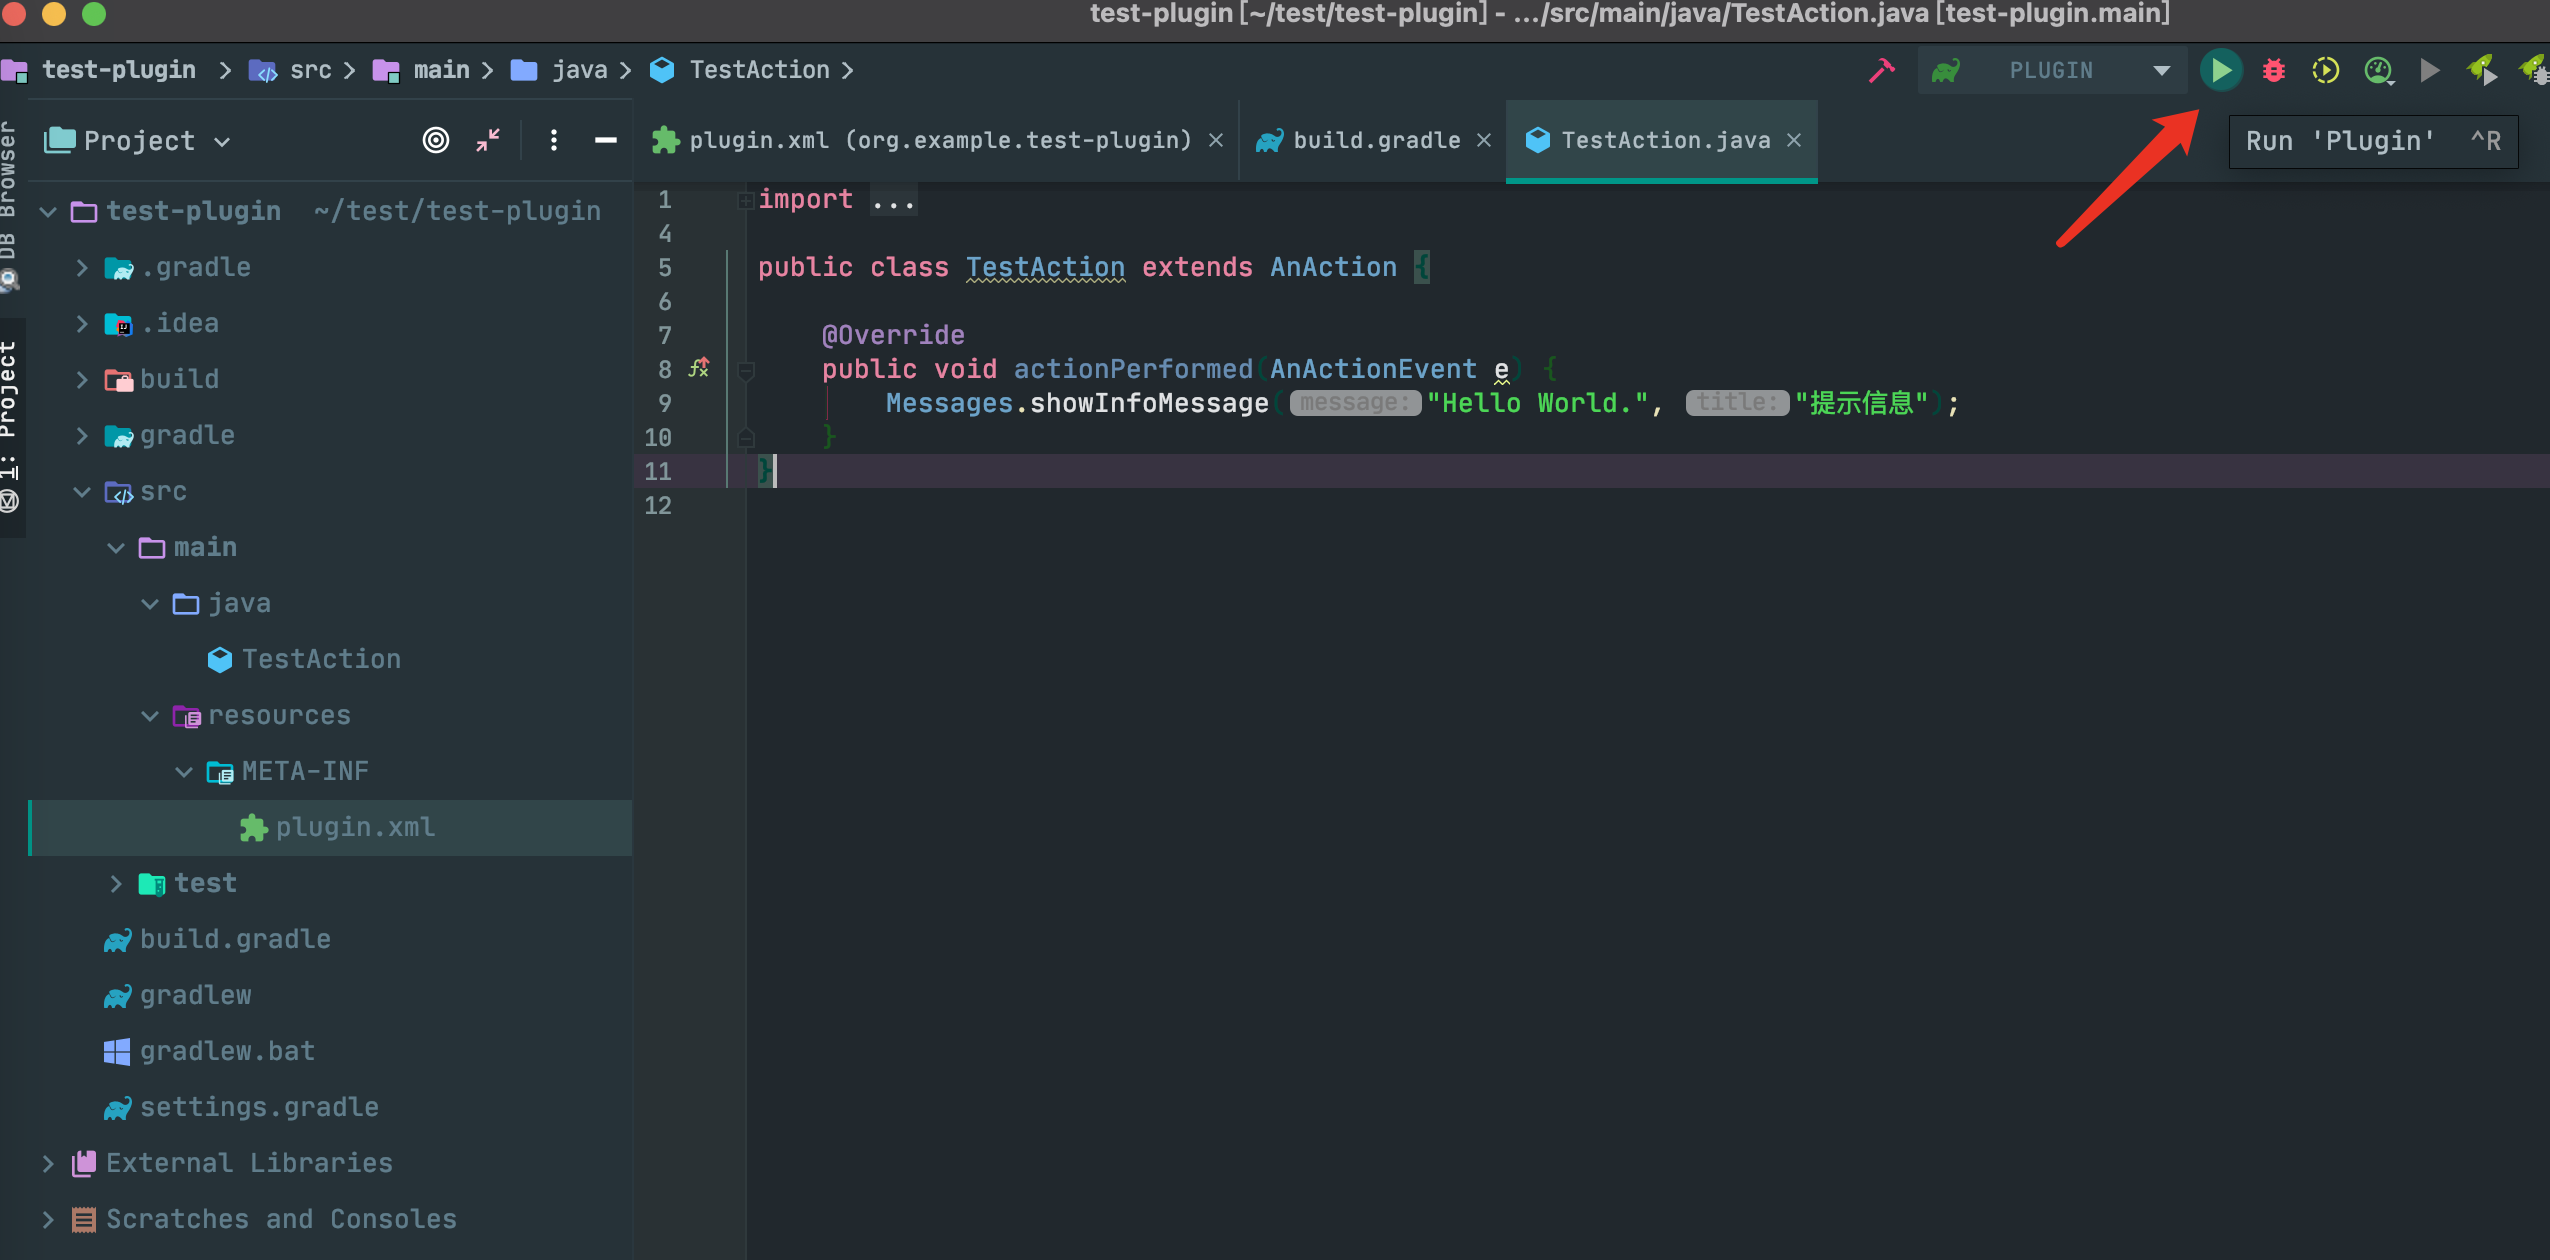 test-plugin [~/test/test-plugin] - .../src/main/java/TestAction.java [test-plugin.main]
test-plugin > src > main > java > TestAction >
PLUGIN
Run 'Plugin' ^R
DB Browser
1: Project
Project
plugin.xml (org.example.test-plugin) ×
build.gradle ×
TestAction.java ×
test-plugin ~/test/test-plugin
.gradle
.idea
build
gradle
src
main
java
TestAction
resources
META-INF
plugin.xml
test
build.gradle
gradlew
gradlew.bat
settings.gradle
External Libraries
Scratches and Consoles
1 import ...
4
5 public class TestAction extends AnAction {
6
7 @Override
8 public void actionPerformed(AnActionEvent e) {
9 Messages.showInfoMessage( message: "Hello World.", title: "提示信息");
10 }
11 }
12